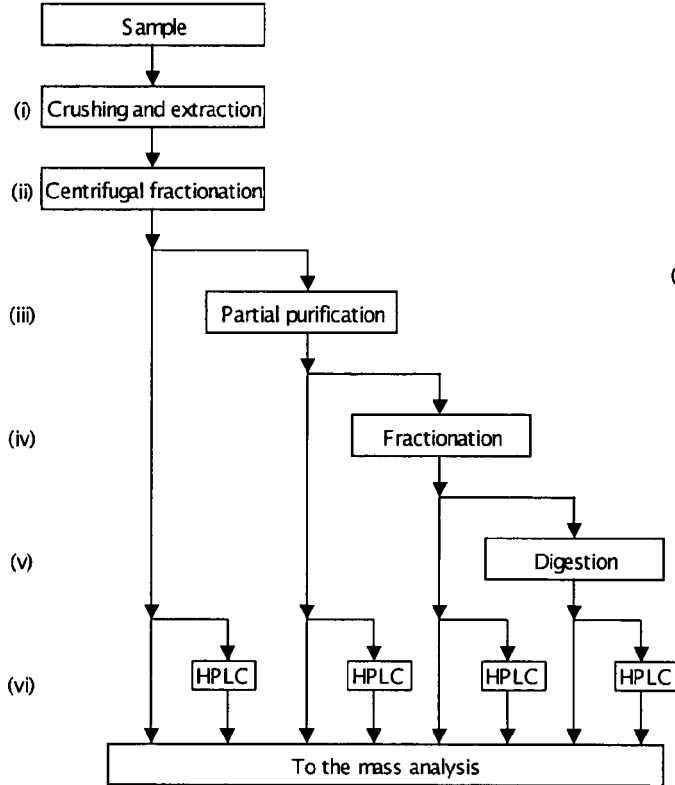 Sample
(i) Crushing and extraction
(ii) Centrifugal fractionation
(
(iii) Partial purification
(iv) Fractionation
(v) Digestion
(vi) HPLC HPLC HPLC HPLC
To the mass analysis